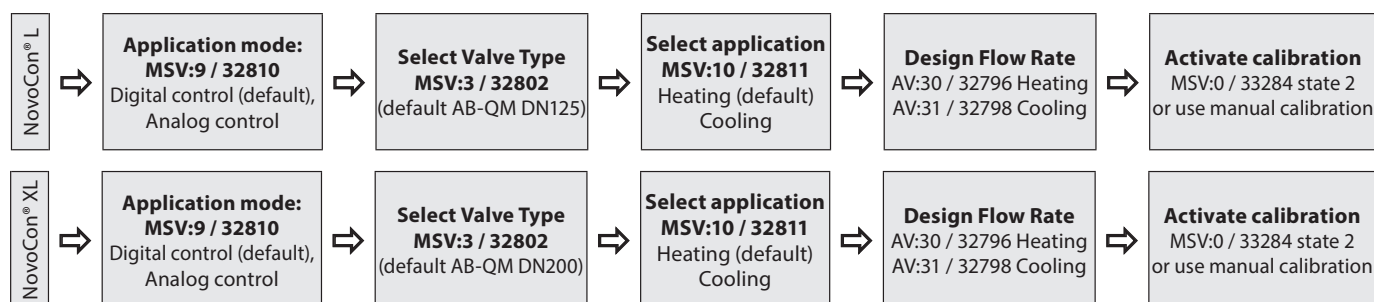 NovoCon® L
Application mode:
MSV:9 / 32810
Digital control (default),
Analog control
Select Valve Type
MSV:3 / 32802
(default AB-QM DN125)
Select application
MSV:10 / 32811
Heating (default)
Cooling
Design Flow Rate
AV:30 / 32796 Heating
AV:31 / 32798 Cooling
Activate calibration
MSV:0 / 33284 state 2
or use manual calibration
NovoCon® XL
Application mode:
MSV:9 / 32810
Digital control (default),
Analog control
Select Valve Type
MSV:3 / 32802
(default AB-QM DN200)
Select application
MSV:10 / 32811
Heating (default)
Cooling
Design Flow Rate
AV:30 / 32796 Heating
AV:31 / 32798 Cooling
Activate calibration
MSV:0 / 33284 state 2
or use manual calibration